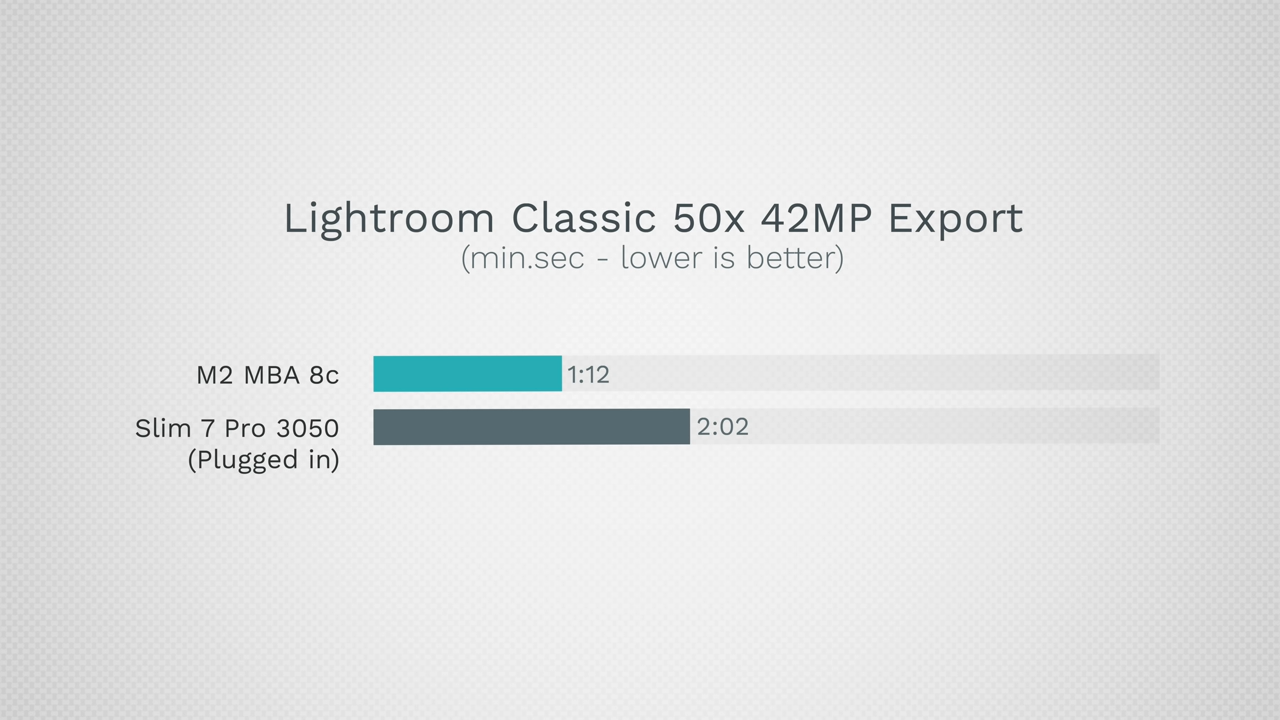 Lightroom Classic 50x 42MP Export
(min.sec - lower is better)
M2 MBA 8c 1:12
Slim 7 Pro 3050 2:02
(Plugged in)